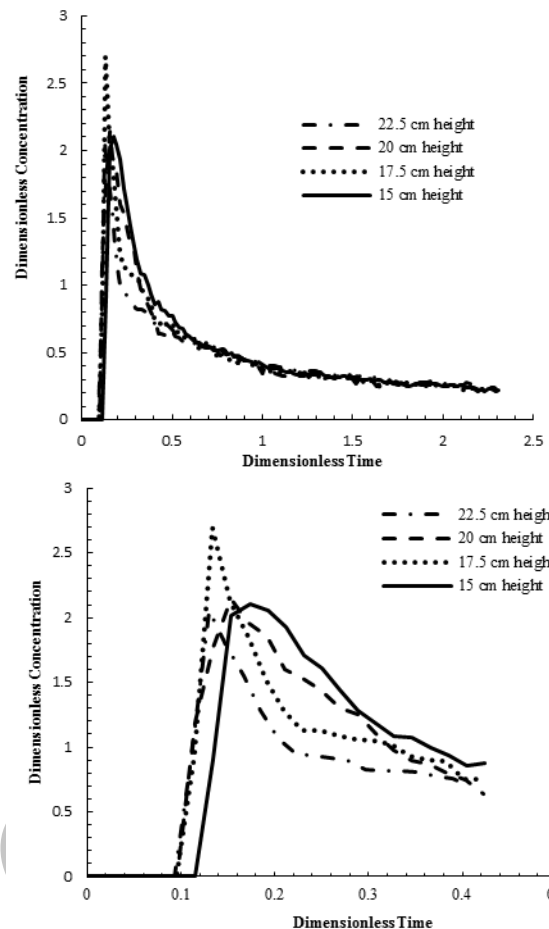 3
2.5
2
1.5
1
0.5
0
0 0.5 1 1.5 2 2.5
Dimensionless Concentration
Dimensionless Time
22.5 cm height
20 cm height
17.5 cm height
15 cm height
3
2.5
2
1.5
1
0.5
0
0 0.1 0.2 0.3 0.4
Dimensionless Concentration
Dimensionless Time
22.5 cm heigh
20 cm height
17.5 cm heigh
15 cm height